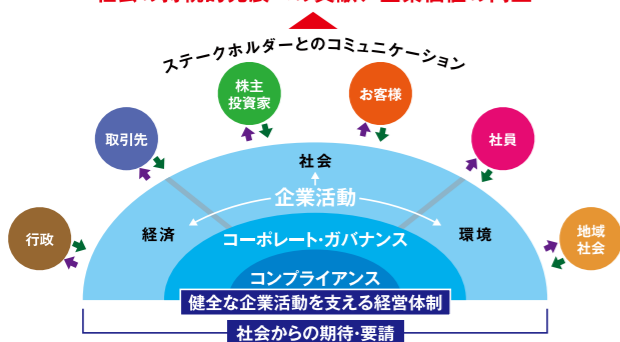 ステークホルダーとのコミュニケーション
株主
投資家
お客様
取引先
社員
社会
企業活動
行政
経済
コーポレート・ガバナンス
環境
地域
社会
コンプライアンス
健全な企業活動を支える経営体制
社会からの期待・要請